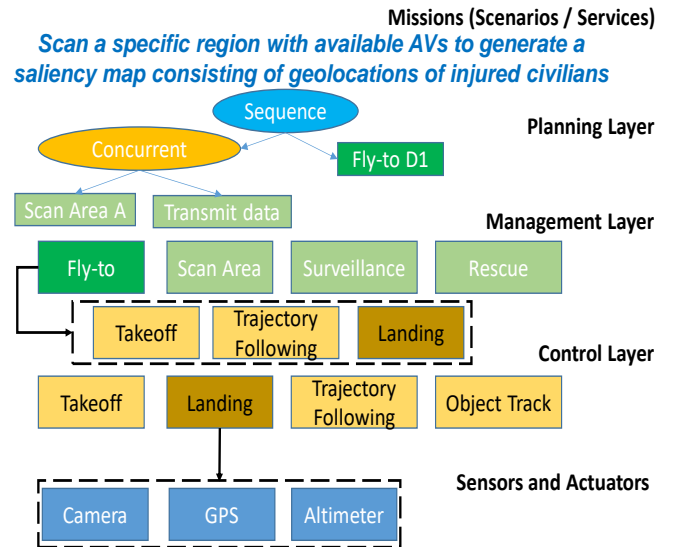 Missions (Scenarios / Services)
Scan a specific region with available AVs to generate a
saliency map consisting of geolocations of injured civilians
Sequence
Planning Layer
Concurrent
Fly-to D1
Scan Area A
Transmit data
Management Layer
Fly-to
Scan Area
Surveillance
Rescue
Takeoff
Trajectory
Following
Landing
Control Layer
Takeoff
Landing
Trajectory
Following
Object Track
Sensors and Actuators
Camera
GPS
Altimeter